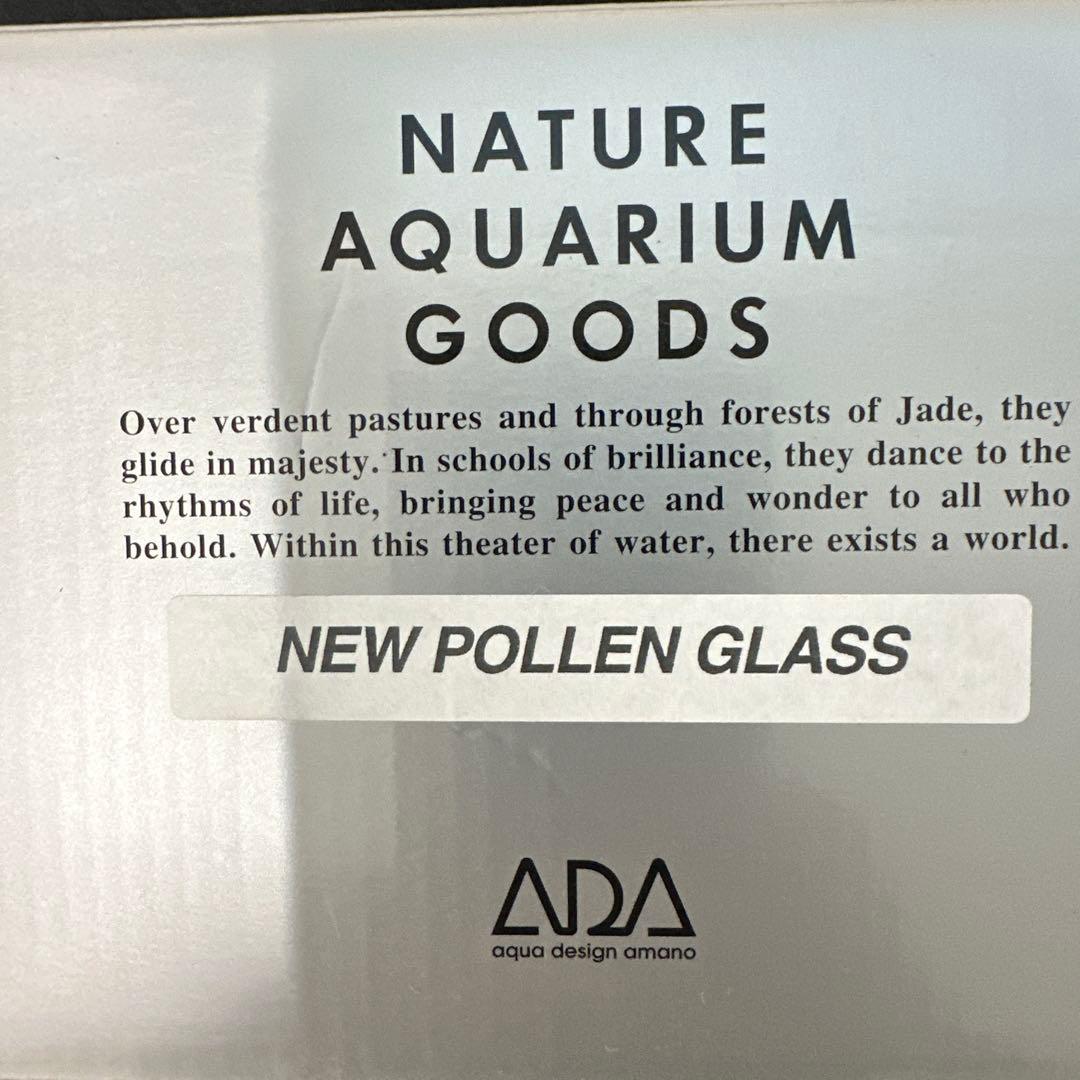 NATURE
AQUARIUM
GOODS
Over verdent pastures and through forests of Jade, they
glide in majesty. In schools of brilliance, they dance to the
rhythms of life, bringing peace and wonder to all who
behold. Within this theater of water, there exists a world.
NEW POLLEN GLASS
ADA
aqua design amano